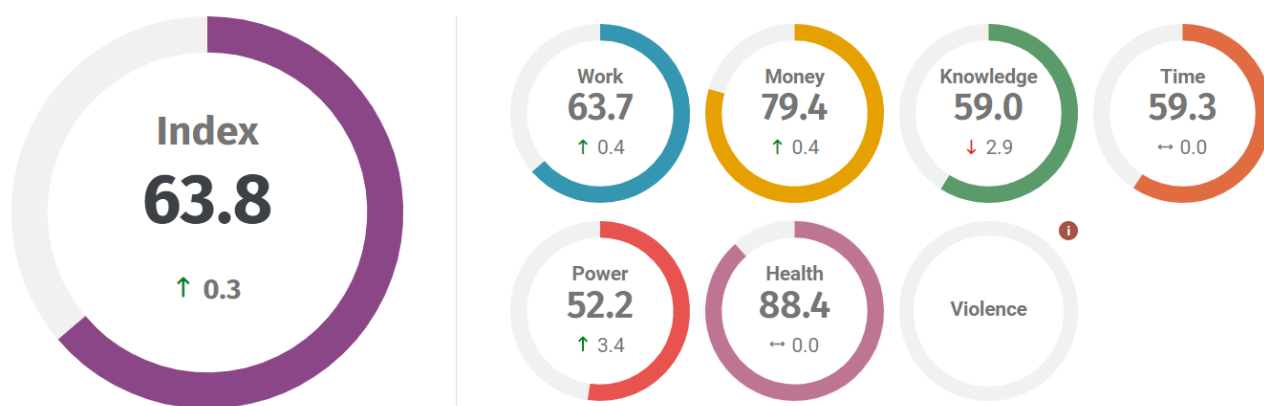 Index
63.8
↑ 0.3
Work
63.7
↑ 0.4
Money
79.4
↑ 0.4
Knowledge
59.0
↓ 2.9
Time
59.3
↔ 0.0
Power
52.2
↑ 3.4
Health
88.4
↔ 0.0
Violence
i